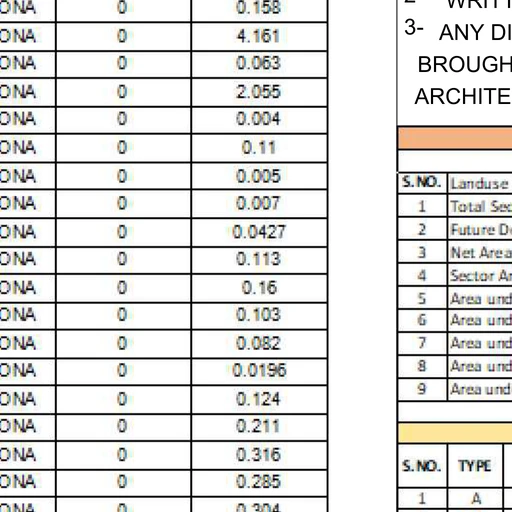 ONA 0 0.158
ONA 0 4.161
ONA 0 0.063
ONA 0 2.055
ONA 0 0.004
ONA 0 0.11
ONA 0 0.005
ONA 0 0.007
ONA 0 0.0427
ONA 0 0.113
ONA 0 0.16
ONA 0 0.103
ONA 0 0.082
ONA 0 0.0196
ONA 0 0.124
ONA 0 0.211
ONA 0 0.316
ONA 0 0.285
ONA 0 0.304
3- ANY DI
BROUGH
ARCHITE
S.NO. Landuse
1 Total Sec
2 Future De
3 Net Area
4 Sector Ar
5 Area und
6 Area und
7 Area und
8 Area und
9 Area und
S.NO. TYPE
1 A